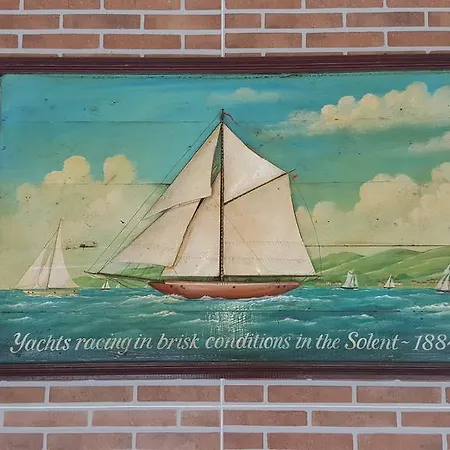 Yachts racing in brisk conditions in the Solent ~ 188